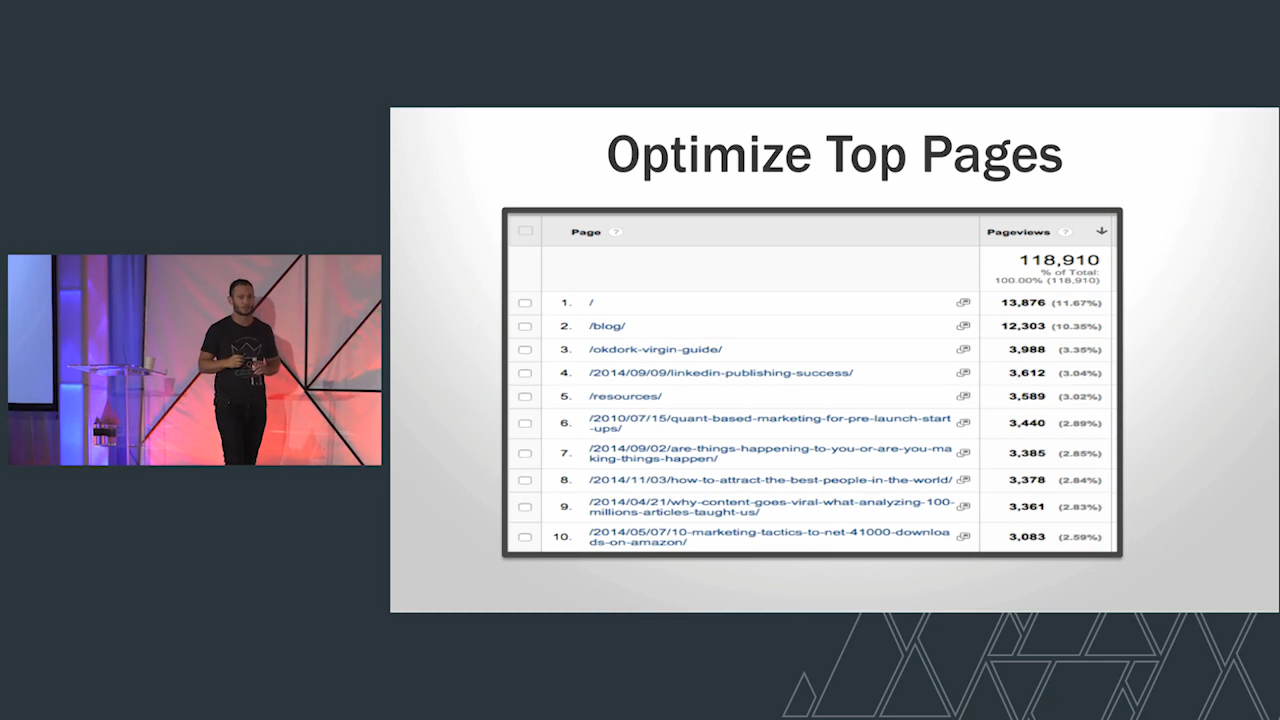 Optimize Top Pages
Page ? Pageviews ?
118,910
% of Total:
100.00% (118,910)
1. / 13,876 (11.67%)
2. /blog/ 12,303 (10.35%)
3. /okdork-virgin-guide/ 3,988 (3.35%)
4. /2014/09/09/linkedin-publishing-success/ 3,612 (3.04%)
5. /resources/ 3,589 (3.02%)
6. /2010/07/15/quant-based-marketing-for-pre-launch-start
-ups/ 3,440 (2.89%)
7. /2014/09/02/are-things-happening-to-you-or-are-you-ma
king-things-happen/ 3,385 (2.85%)
8. /2014/11/03/how-to-attract-the-best-people-in-the-world/ 3,378 (2.84%)
9. /2014/04/21/why-content-goes-viral-what-analyzing-100-
millions-articles-taught-us/ 3,361 (2.83%)
10. /2014/05/07/10-marketing-tactics-to-net-41000-downloa
ds-on-amazon/ 3,083 (2.59%)